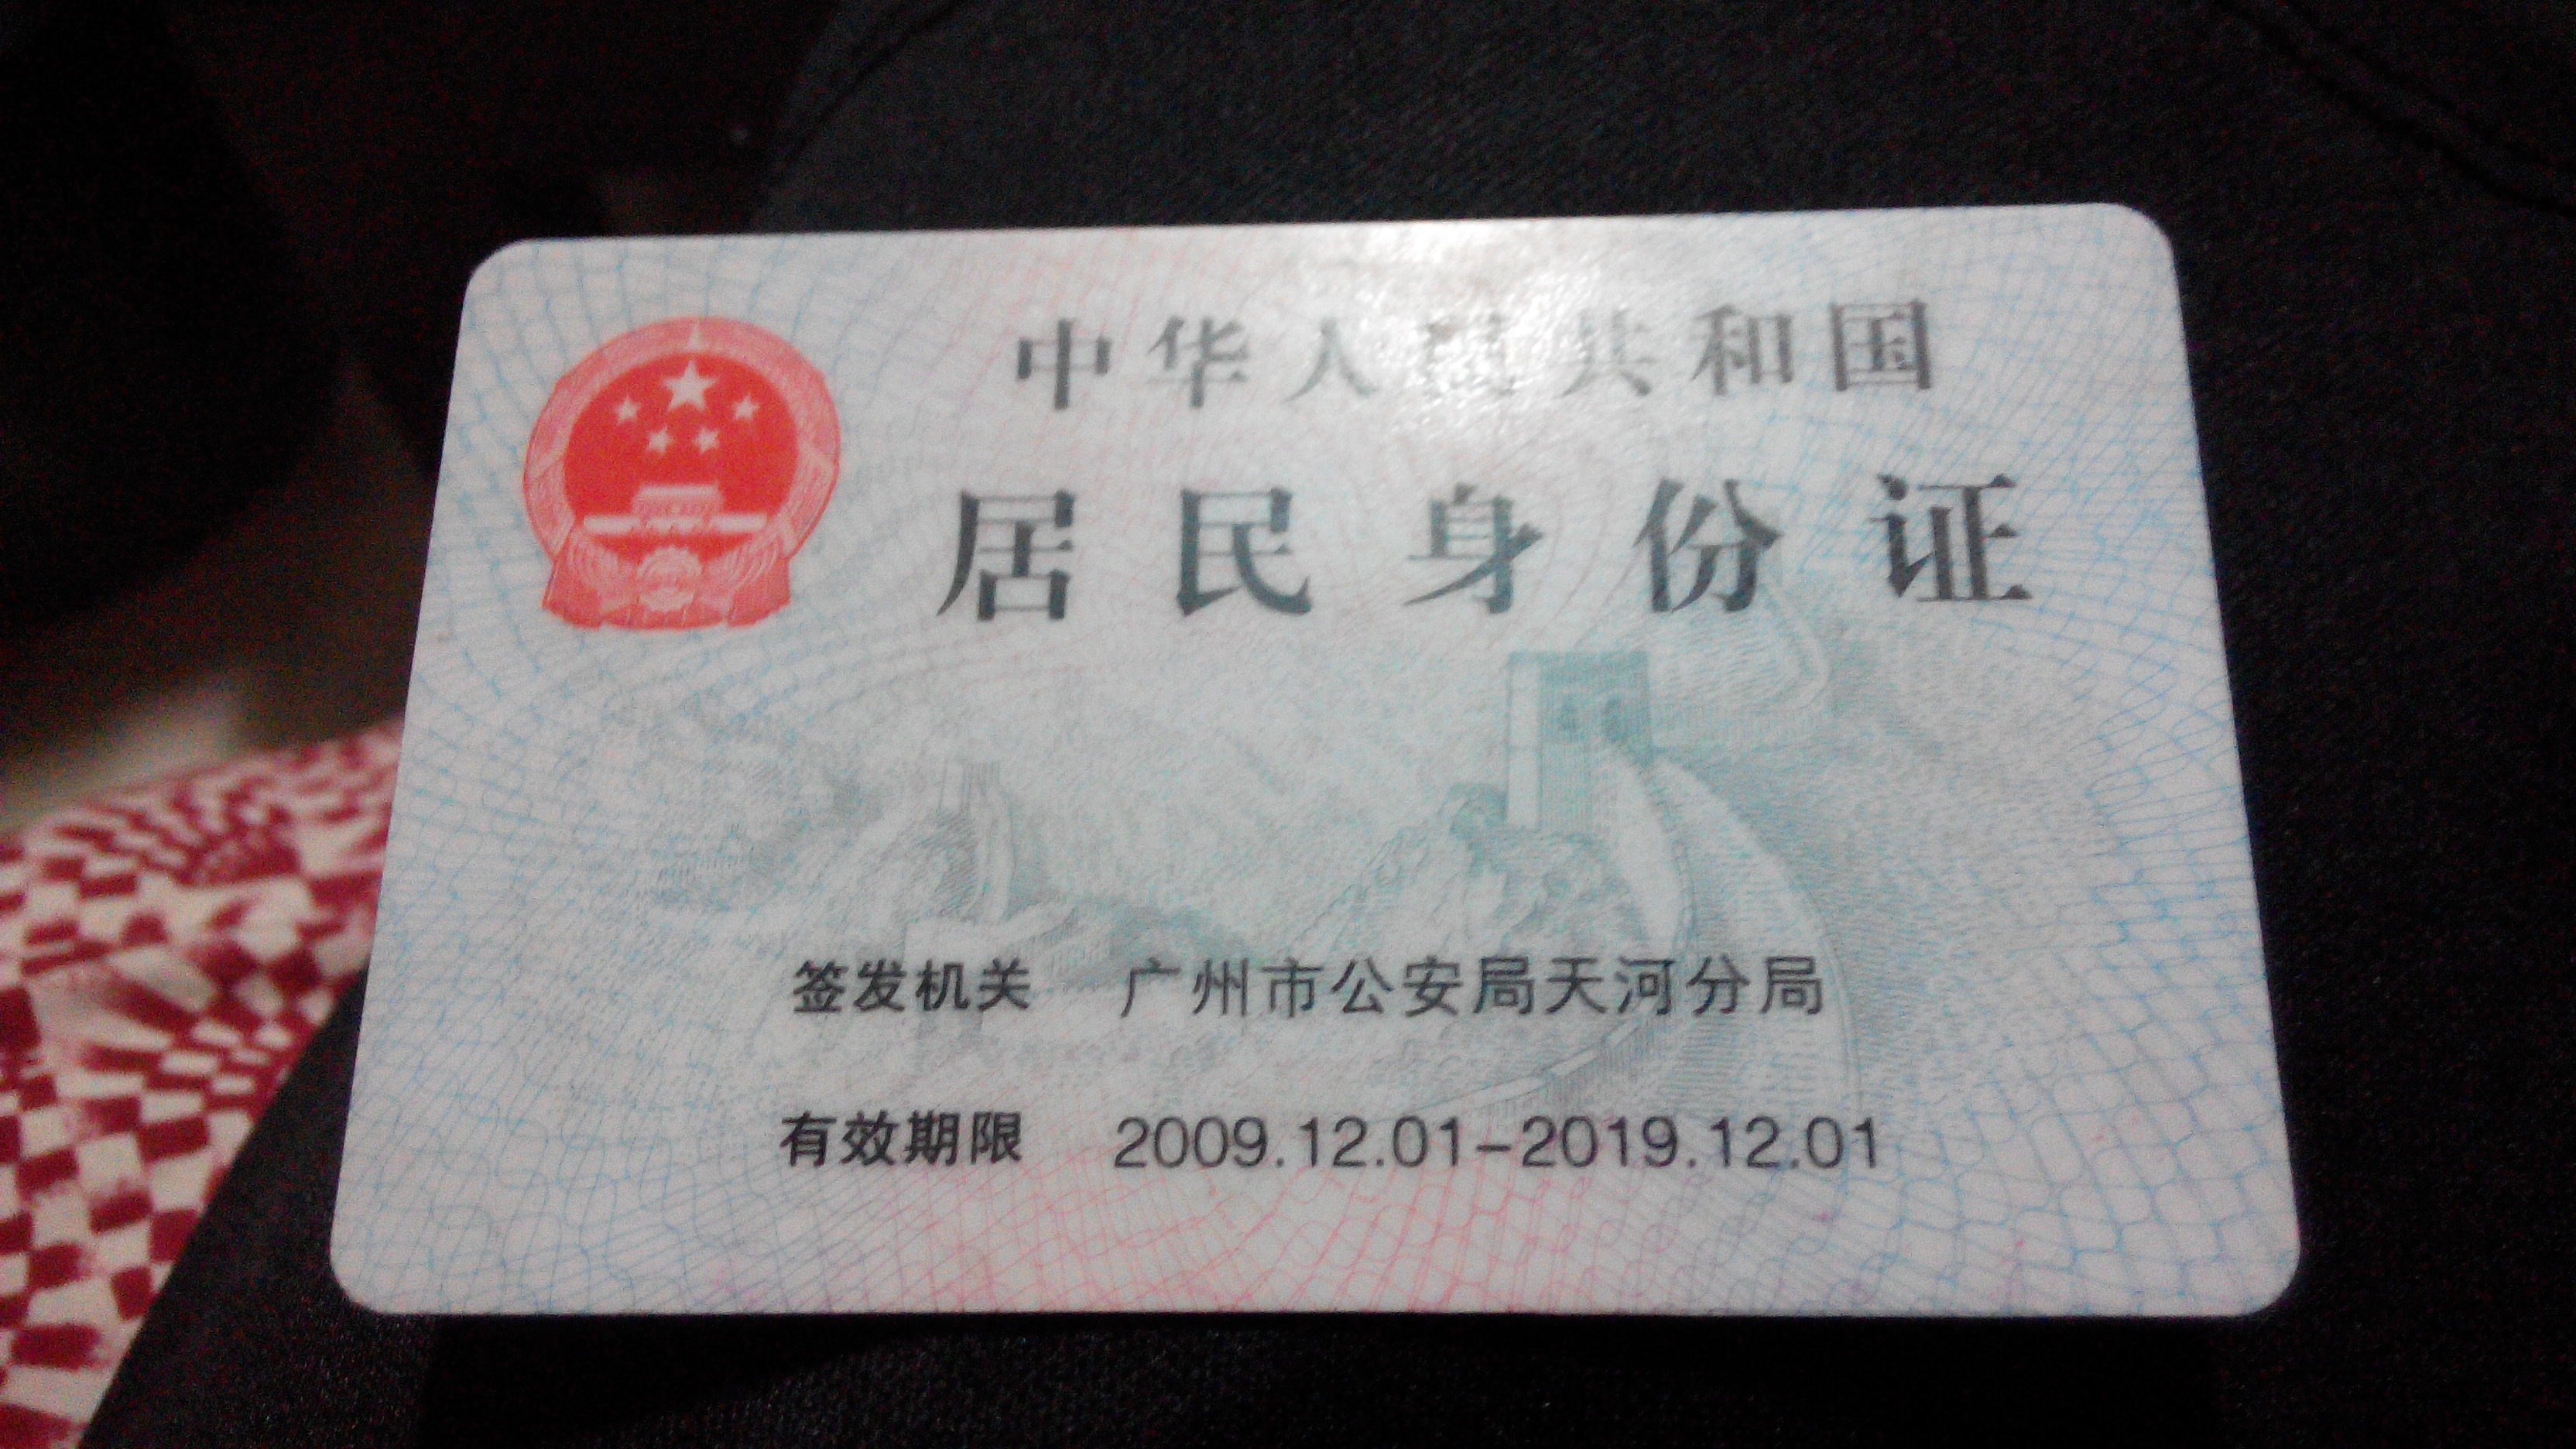 中华人民共和国
居民身份证
签发机关 广州市公安局天河分局
有效期限 2009.12.01-2019.12.01